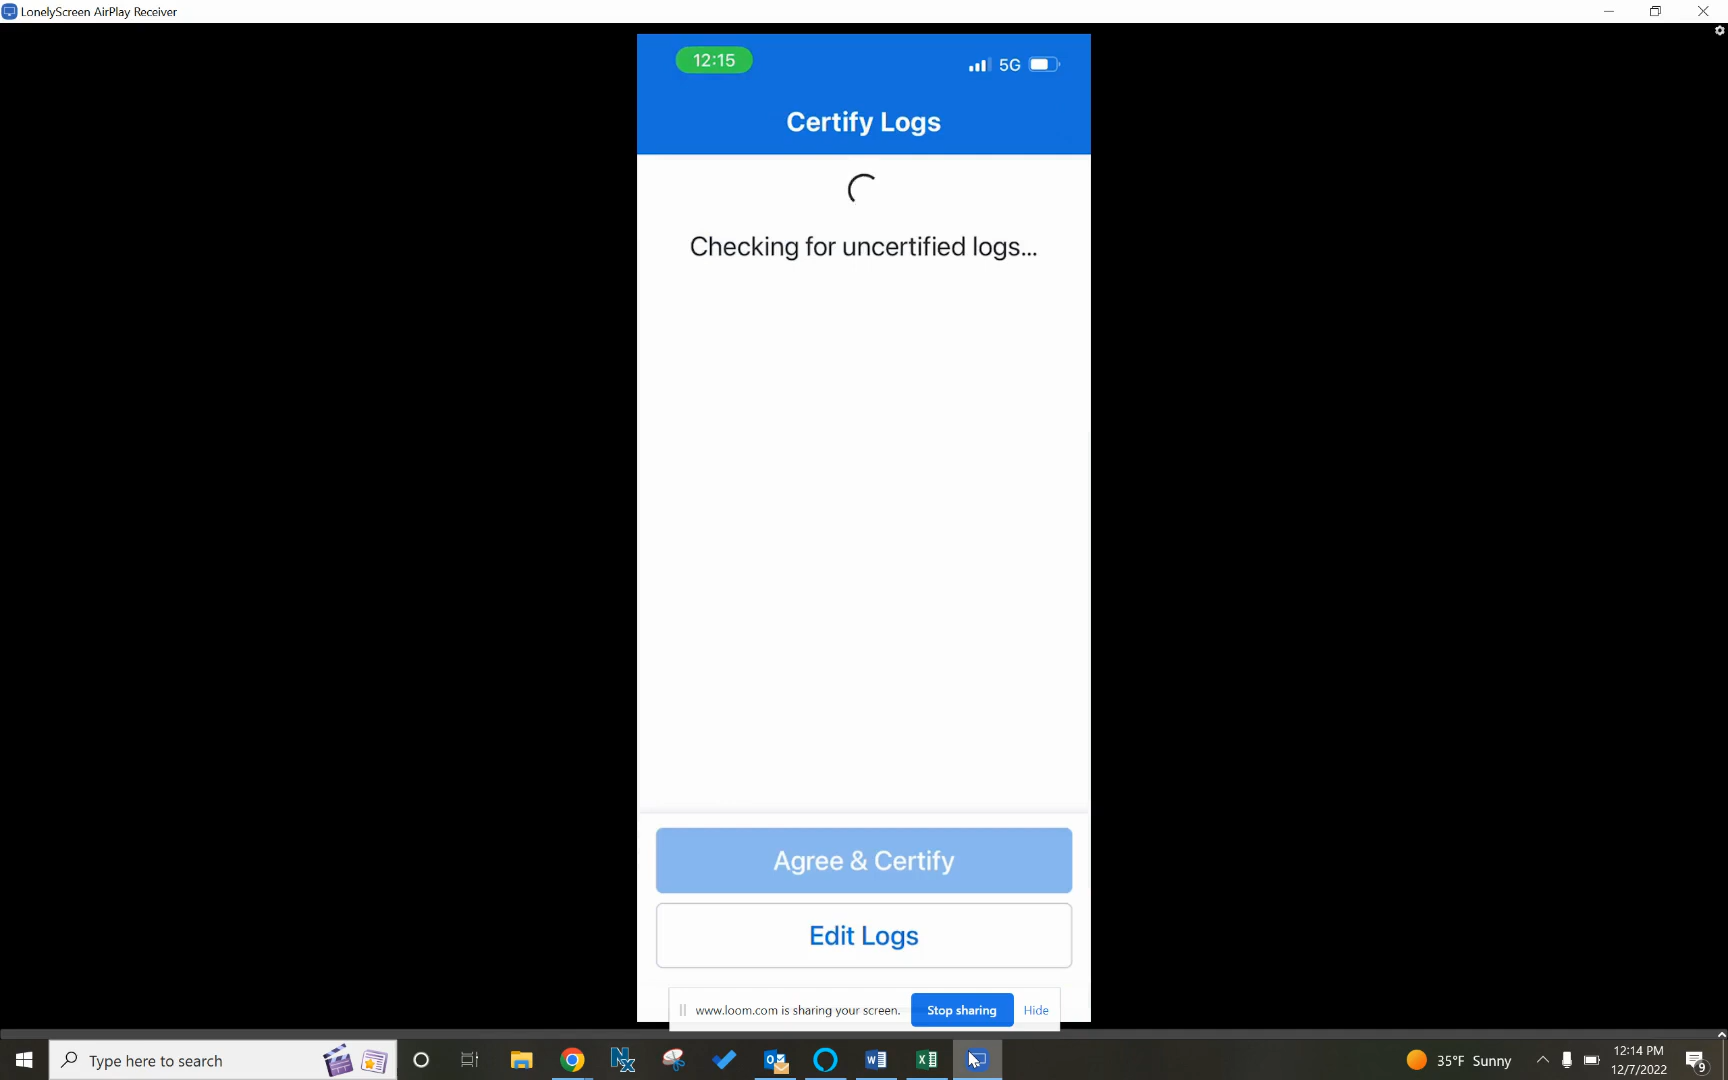 LonelyScreen AirPlay Receiver
12:15
5G
Certify Logs
Checking for uncertified logs...
Agree & Certify
Edit Logs
www.loom.com is sharing your screen.
Stop sharing
Hide
Type here to search
35°F Sunny
12:14 PM
12/7/2022
9